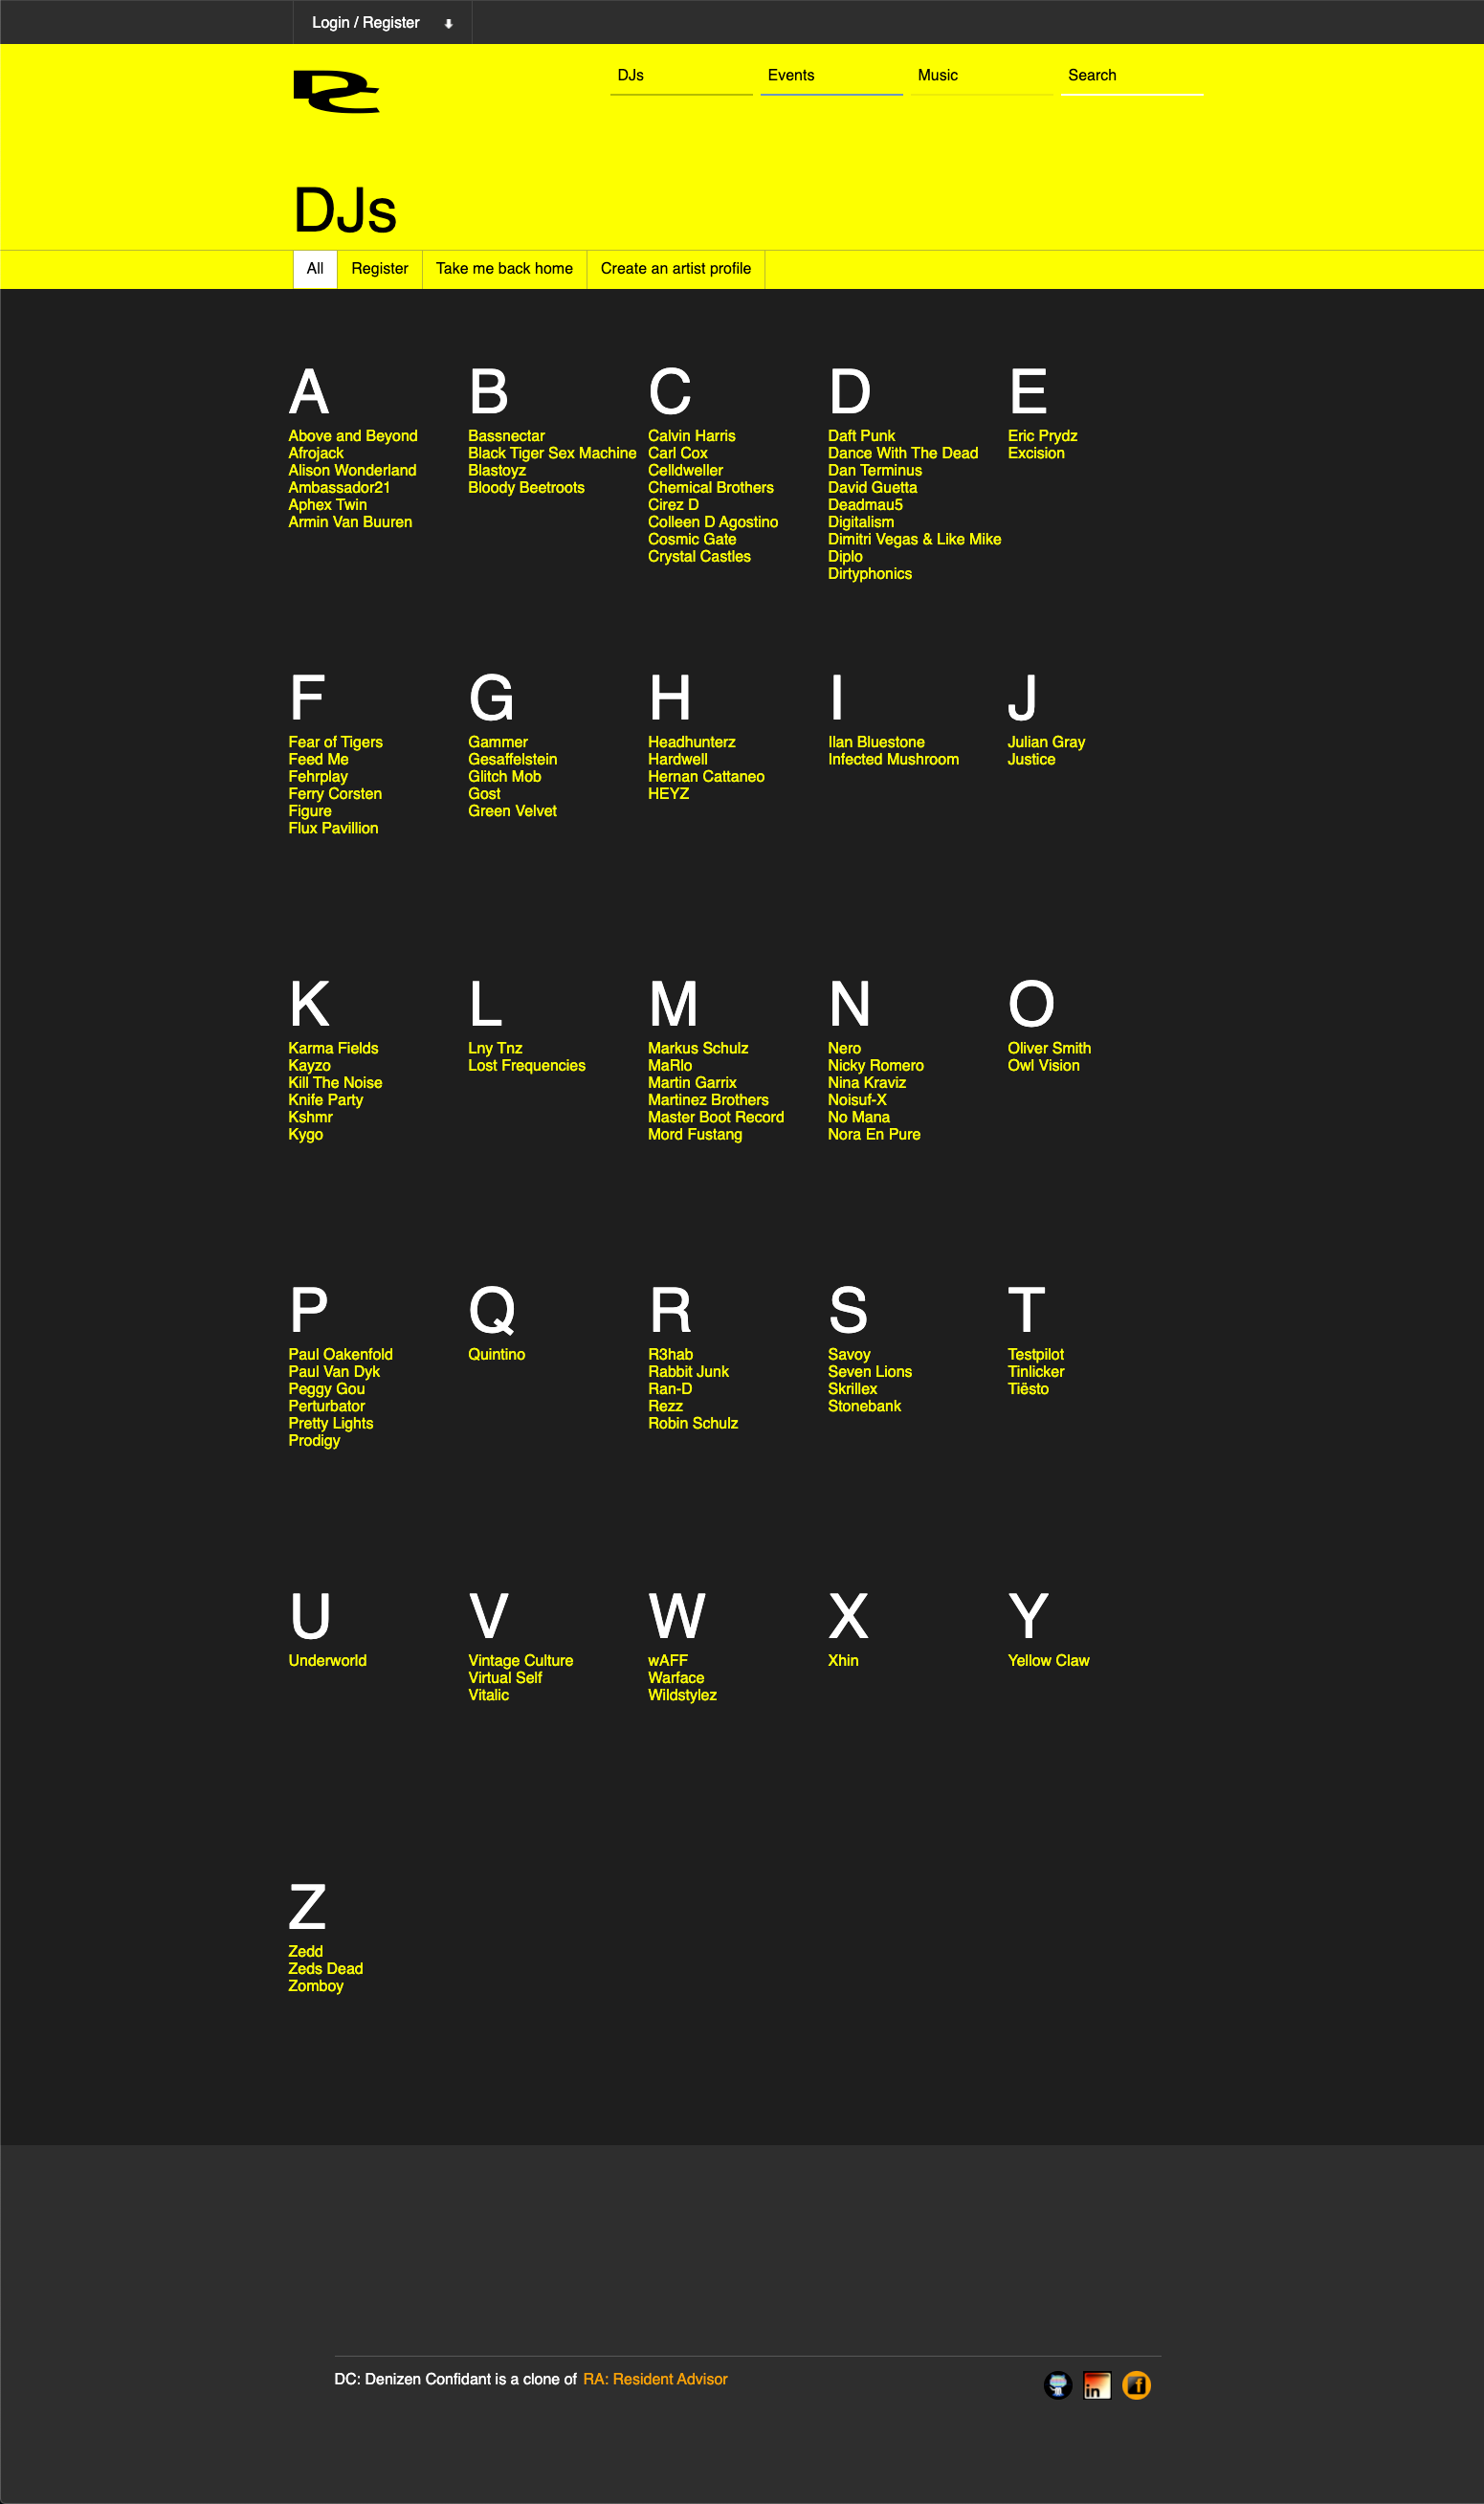 Login / Register
DC
DJs
Events
Music
Search
DJs
All
Register
Take me back home
Create an artist profile
A
Above and Beyond
Afrojack
Alison Wonderland
Ambassador21
Aphex Twin
Armin Van Buuren
B
Bassnectar
Black Tiger Sex Machine
Blastoyz
Bloody Beetroots
C
Calvin Harris
Carl Cox
Celldweller
Chemical Brothers
Cirez D
Colleen D Agostino
Cosmic Gate
Crystal Castles
D
Daft Punk
Dance With The Dead
Dan Terminus
David Guetta
Deadmau5
Digitalism
Dimitri Vegas & Like Mike
Diplo
Dirtyphonics
E
Eric Prydz
Excision
F
Fear of Tigers
Feed Me
Fehrplay
Ferry Corsten
Figure
Flux Pavillion
G
Gammer
Gesaffelstein
Glitch Mob
Gost
Green Velvet
H
Headhunterz
Hardwell
Hernan Cattaneo
HEYZ
I
Ilan Bluestone
Infected Mushroom
J
Julian Gray
Justice
K
Karma Fields
Kayzo
Kill The Noise
Knife Party
Kshmr
Kygo
L
Lny Tnz
Lost Frequencies
M
Markus Schulz
MaRlo
Martin Garrix
Martinez Brothers
Master Boot Record
Mord Fustang
N
Nero
Nicky Romero
Nina Kraviz
Noisuf-X
No Mana
Nora En Pure
O
Oliver Smith
Owl Vision
P
Paul Oakenfold
Paul Van Dyk
Peggy Gou
Perturbator
Pretty Lights
Prodigy
Q
Quintino
R
R3hab
Rabbit Junk
Ran-D
Rezz
Robin Schulz
S
Savoy
Seven Lions
Skrillex
Stonebank
T
Testpilot
Tinlicker
Tiësto
U
Underworld
V
Vintage Culture
Virtual Self
Vitalic
W
wAFF
Warface
Wildstylez
X
Xhin
Y
Yellow Claw
Z
Zedd
Zeds Dead
Zomboy
DC: Denizen Confidant is a clone of RA: Resident Advisor
in
f